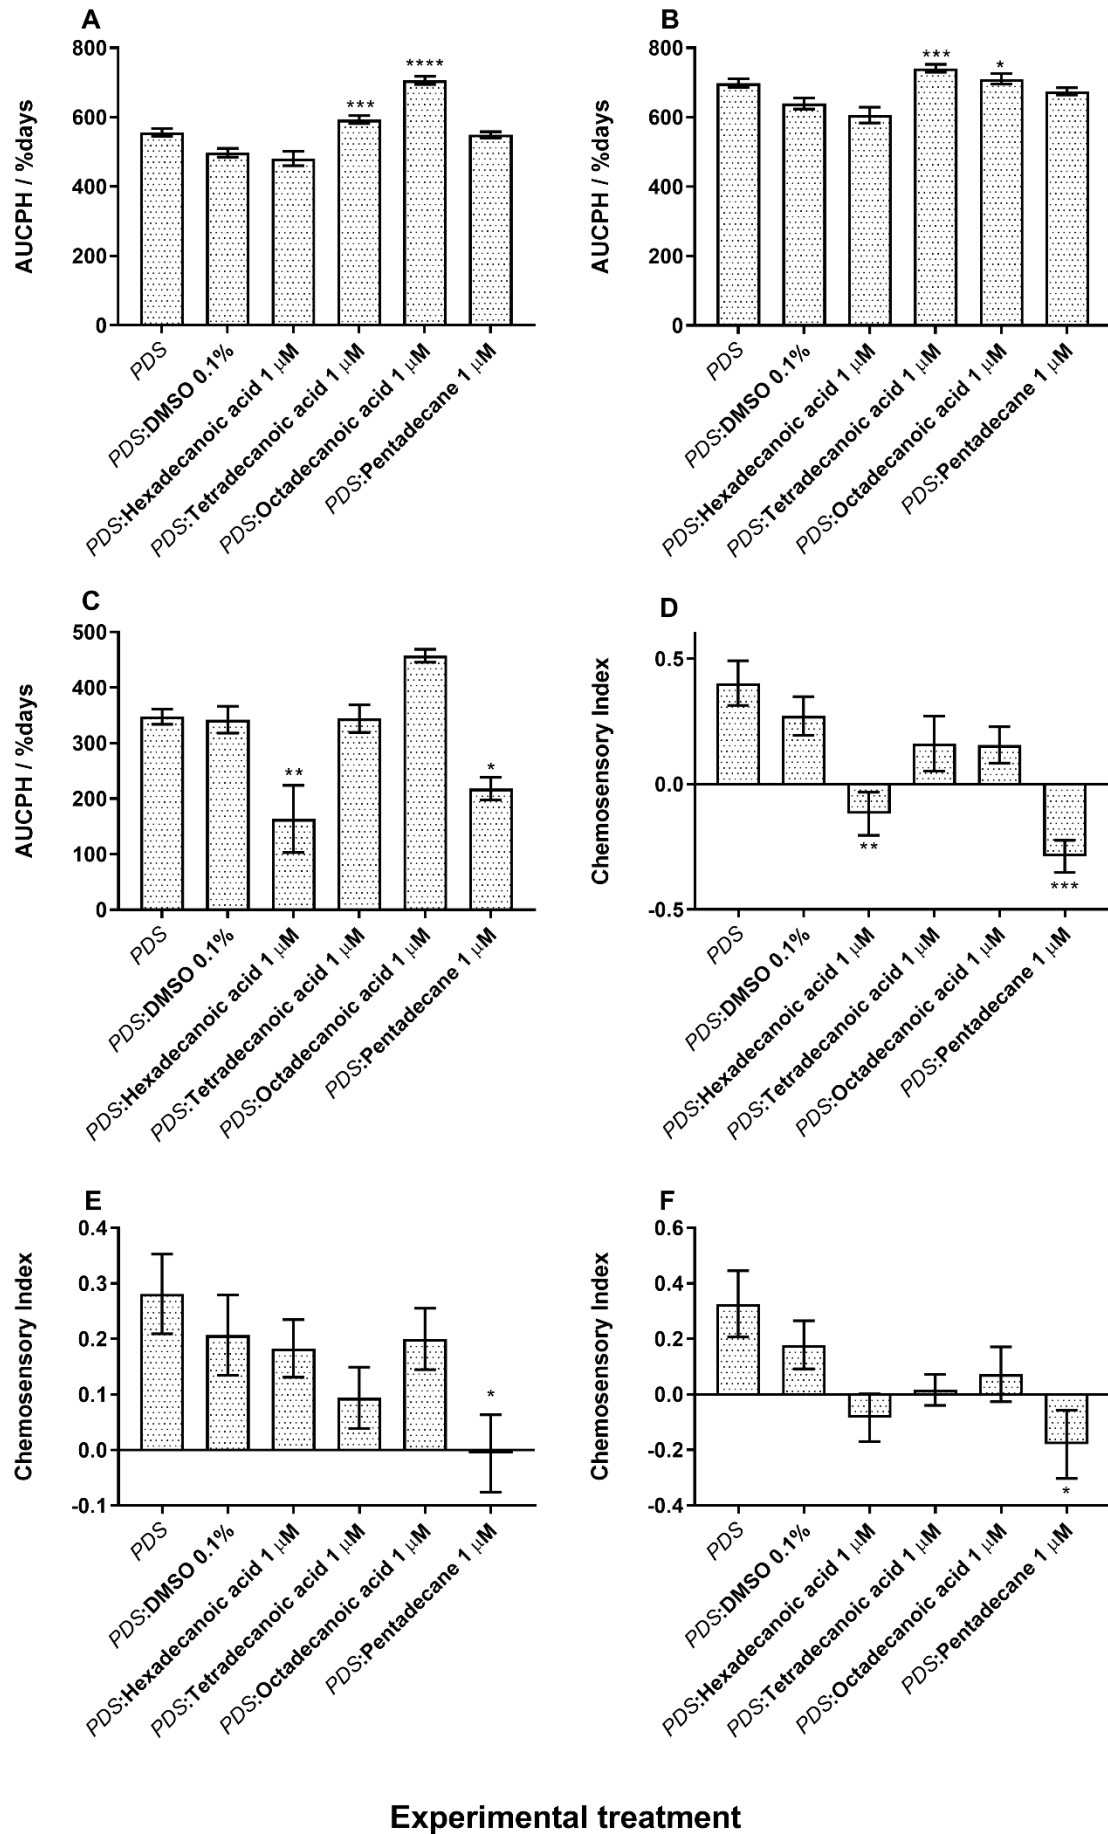 A
AUCPH / %days
800
600
400
200
0
***
****
PDS
PDS:DMSO 0.1%
PDS:Hexadecanoic acid 1 μM
PDS:Tetradecanoic acid 1 μM
PDS:Octadecanoic acid 1 μM
PDS:Pentadecane 1 μM
B
AUCPH / %days
800
600
400
200
0
***
*
PDS
PDS:DMSO 0.1%
PDS:Hexadecanoic acid 1 μM
PDS:Tetradecanoic acid 1 μM
PDS:Octadecanoic acid 1 μM
PDS:Pentadecane 1 μM
C
AUCPH / %days
500
400
300
200
100
0
**
*
PDS
PDS:DMSO 0.1%
PDS:Hexadecanoic acid 1 μM
PDS:Tetradecanoic acid 1 μM
PDS:Octadecanoic acid 1 μM
PDS:Pentadecane 1 μM
D
Chemosensory Index
0.5
0.0
-0.5
**
***
PDS
PDS:DMSO 0.1%
PDS:Hexadecanoic acid 1 μM
PDS:Tetradecanoic acid 1 μM
PDS:Octadecanoic acid 1 μM
PDS:Pentadecane 1 μM
E
Chemosensory Index
0.4
0.3
0.2
0.1
0.0
-0.1
*
PDS
PDS:DMSO 0.1%
PDS:Hexadecanoic acid 1 μM
PDS:Tetradecanoic acid 1 μM
PDS:Octadecanoic acid 1 μM
PDS:Pentadecane 1 μM
F
Chemosensory Index
0.6
0.4
0.2
0.0
-0.2
-0.4
*
PDS
PDS:DMSO 0.1%
PDS:Hexadecanoic acid 1 μM
PDS:Tetradecanoic acid 1 μM
PDS:Octadecanoic acid 1 μM
PDS:Pentadecane 1 μM
Experimental treatment